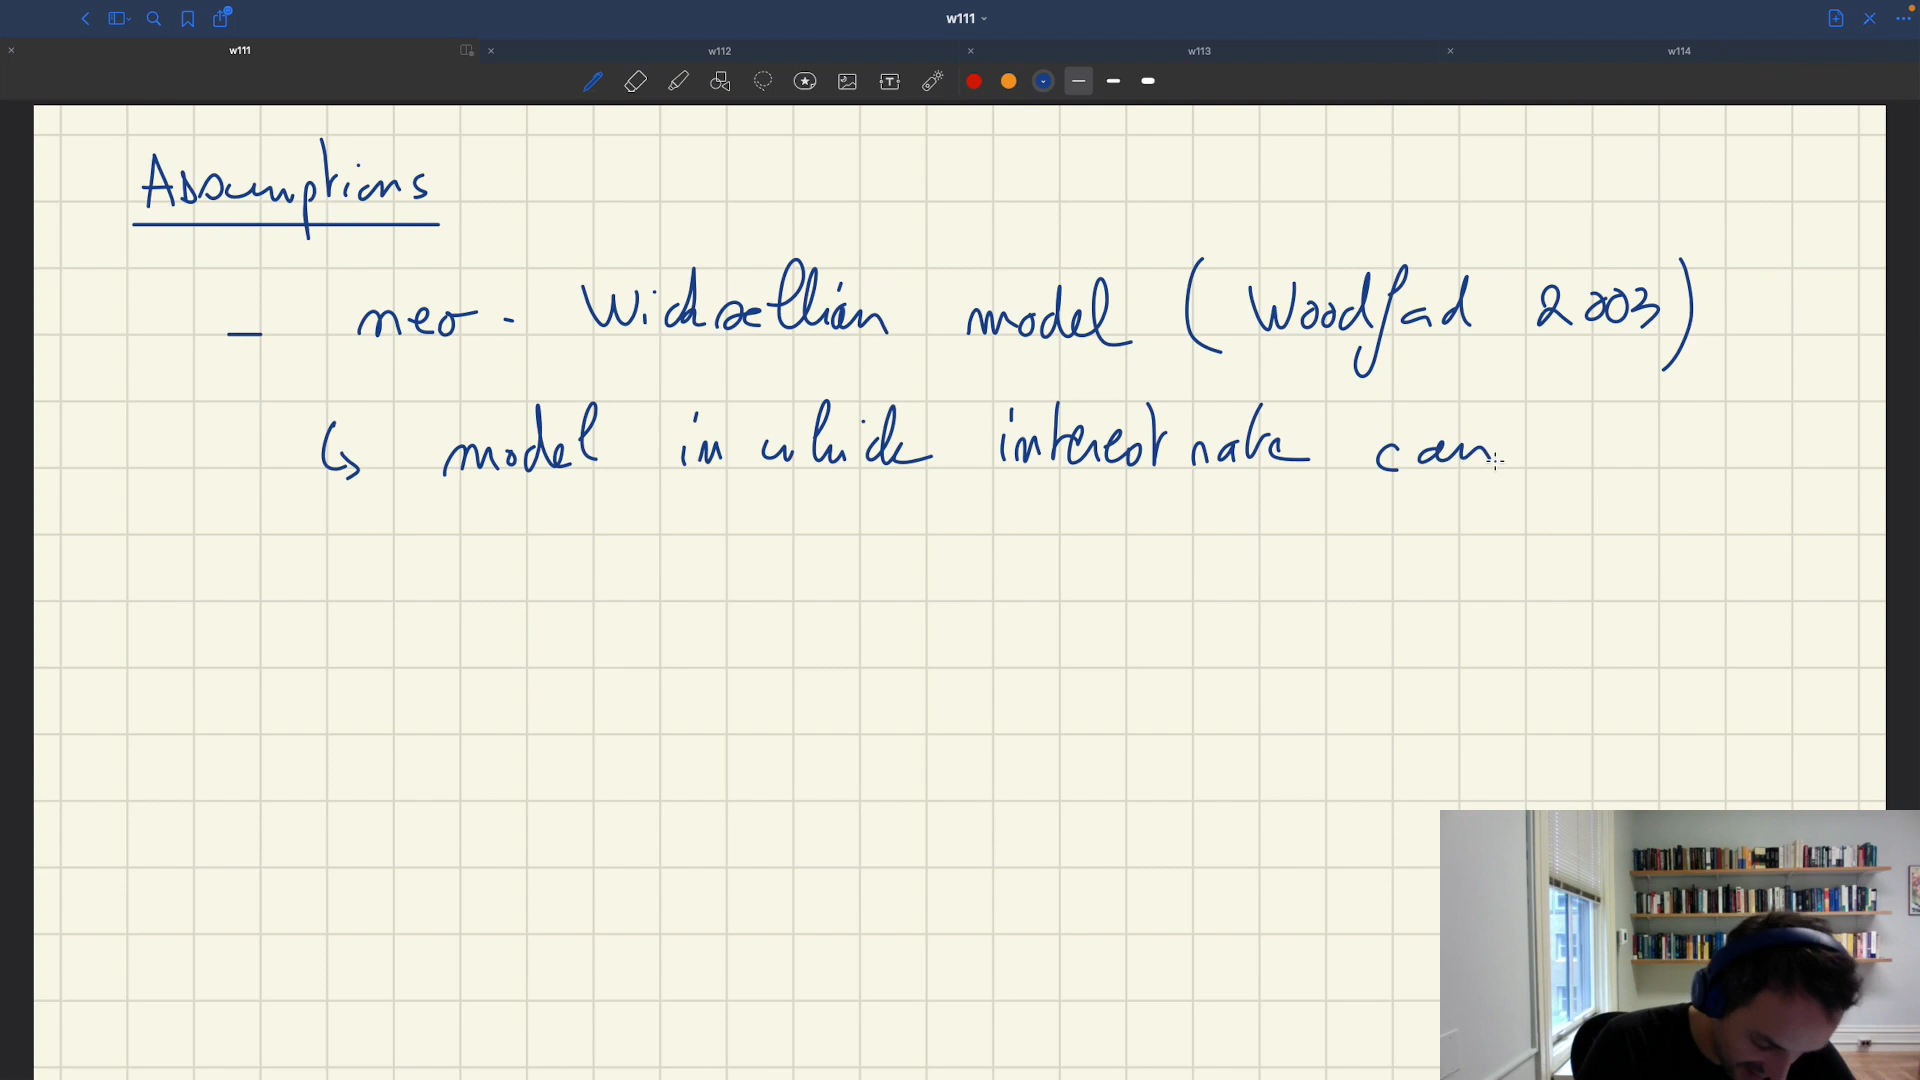 w111
w111 w112 w113 w114
Assumptions
- neo - Wicksellian model (Woodford 2003)
↳ model in which interest rate can